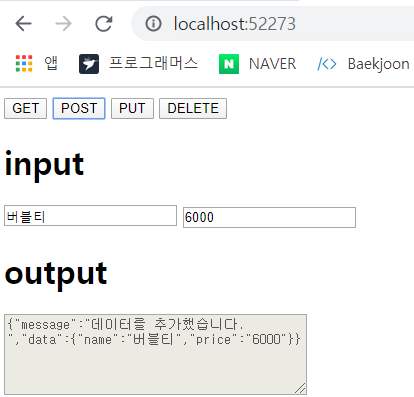 localhost:52273
앱 프로그래머스 NAVER Baekjoon
GET POST PUT DELETE
input
버블티 6000
output
{"message":"데이터를 추가했습니다.
","data":{"name":"버블티","price":"6000"}}